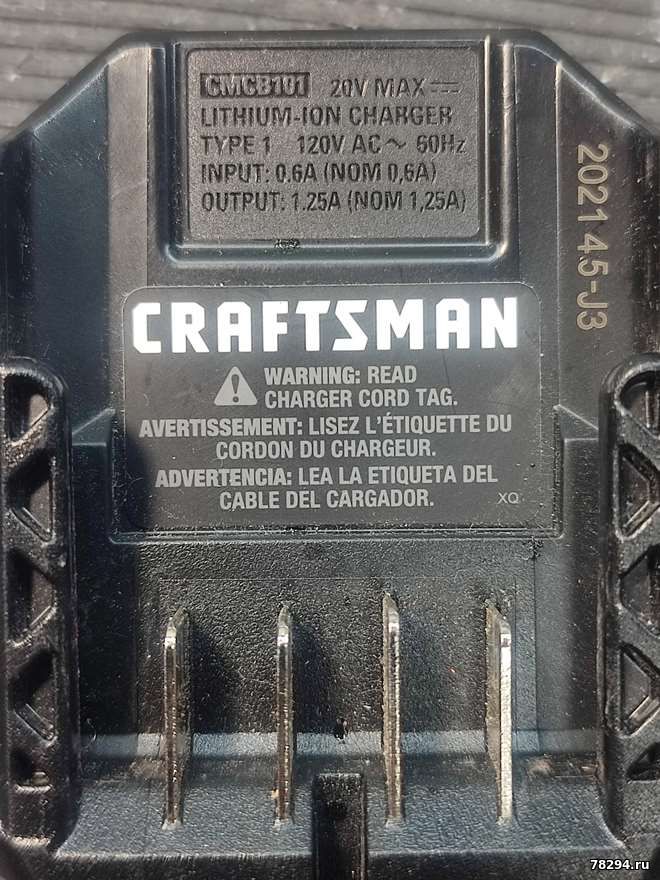 CMCB101 20V MAX ⎓
LITHIUM-ION CHARGER
TYPE 1 120V AC ~ 60Hz
INPUT: 0.6A (NOM 0,6A)
OUTPUT: 1.25A (NOM 1,25A)
2021 45-J3
CRAFTSMAN
WARNING: READ
CHARGER CORD TAG.
AVERTISSEMENT: LISEZ L'ÉTIQUETTE DU
CORDON DU CHARGEUR.
ADVERTENCIA: LEA LA ETIQUETA DEL
CABLE DEL CARGADOR.
XQ
78294.ru